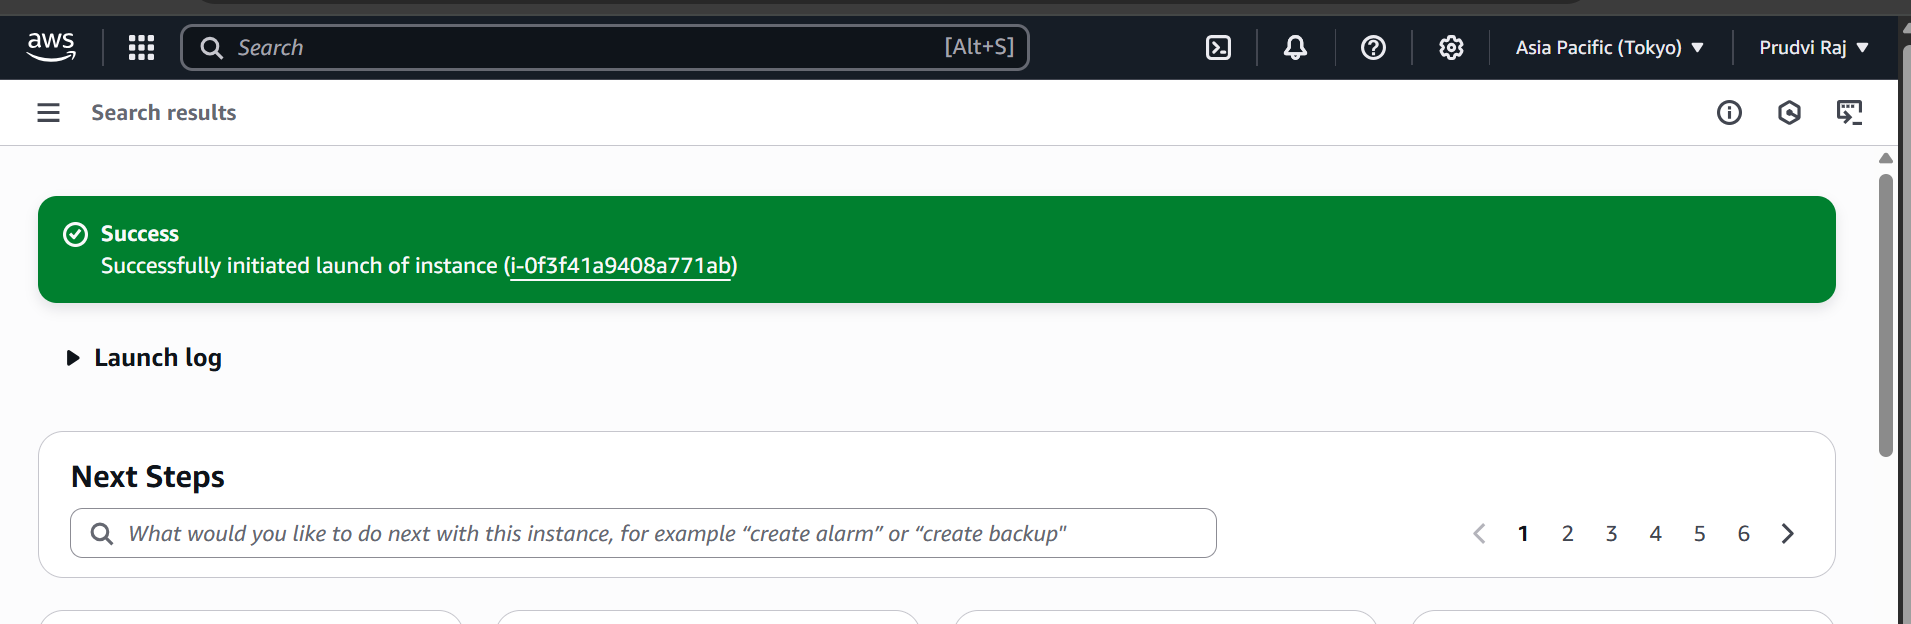 aws
Search [Alt+S]
Asia Pacific (Tokyo) Prudvi Raj
Search results
Success
Successfully initiated launch of instance (i-0f3f41a9408a771ab)
Launch log
Next Steps
What would you like to do next with this instance, for example “create alarm” or “create backup"
1 2 3 4 5 6